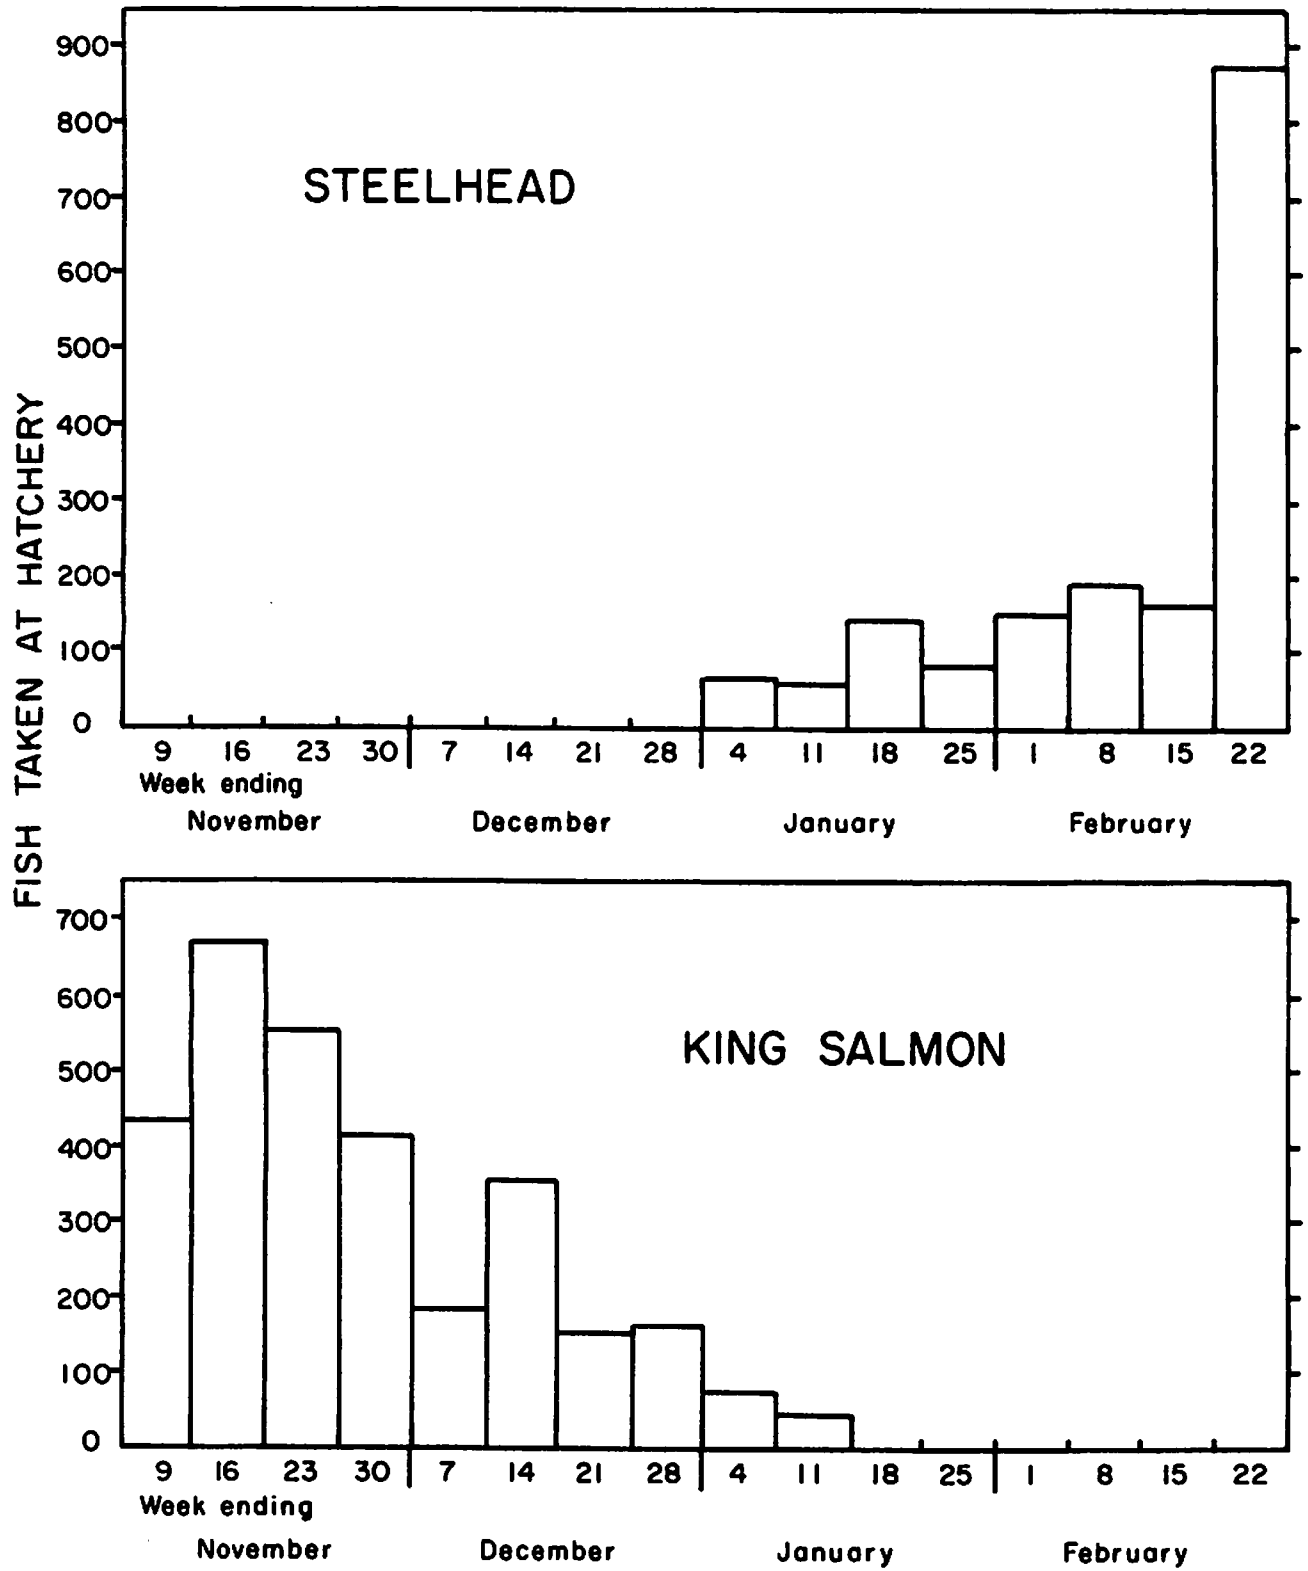 900
800
700
STEELHEAD
600
500
400
300
200
100
0
9 16 23 30 7 14 21 28 4 11 18 25 1 8 15 22
Week ending
November December January February
FISH TAKEN AT HATCHERY
700
600
KING SALMON
500
400
300
200
100
0
9 16 23 30 7 14 21 28 4 11 18 25 1 8 15 22
Week ending
November December January February